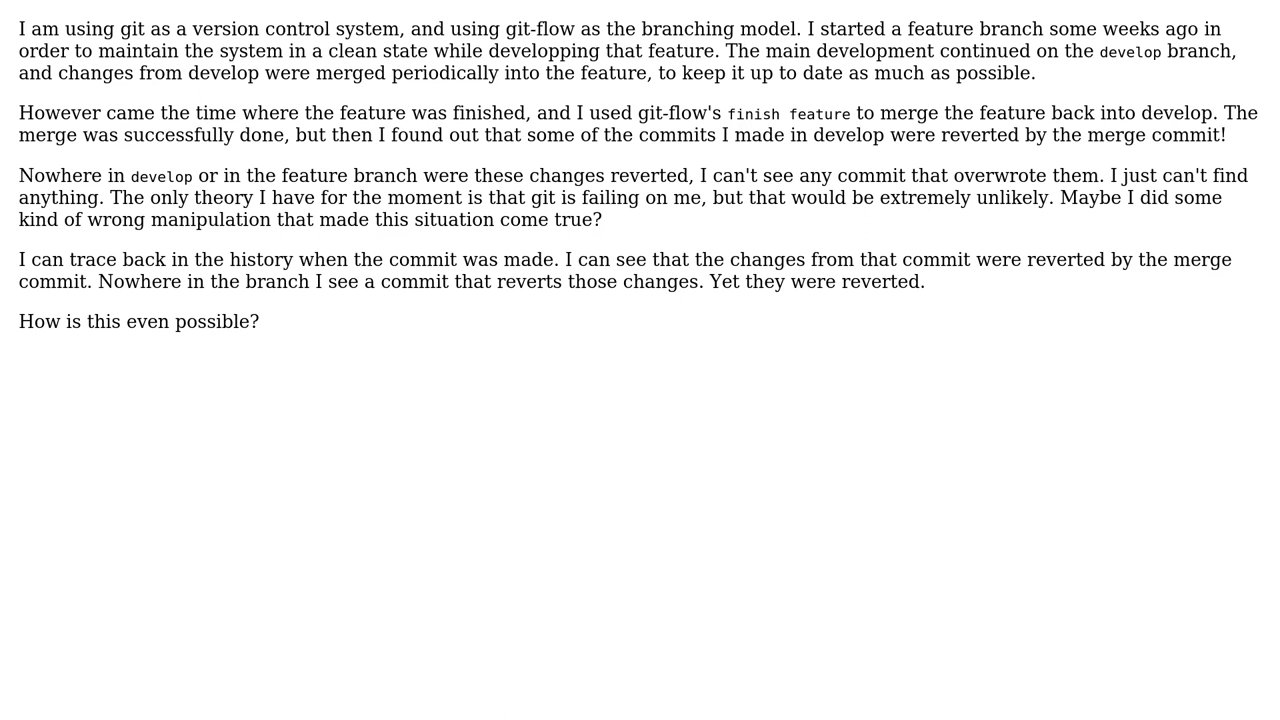 I am using git as a version control system, and using git-flow as the branching model. I started a feature branch some weeks ago in
order to maintain the system in a clean state while developping that feature. The main development continued on the develop branch,
and changes from develop were merged periodically into the feature, to keep it up to date as much as possible.
However came the time where the feature was finished, and I used git-flow's finish feature to merge the feature back into develop. The
merge was successfully done, but then I found out that some of the commits I made in develop were reverted by the merge commit!
Nowhere in develop or in the feature branch were these changes reverted, I can't see any commit that overwrote them. I just can't find
anything. The only theory I have for the moment is that git is failing on me, but that would be extremely unlikely. Maybe I did some
kind of wrong manipulation that made this situation come true?
I can trace back in the history when the commit was made. I can see that the changes from that commit were reverted by the merge
commit. Nowhere in the branch I see a commit that reverts those changes. Yet they were reverted.
How is this even possible?